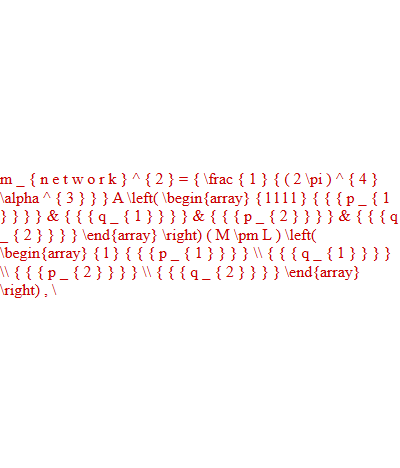 m _ { n e t w o r k } ^ { 2 } = { \frac { 1 } { ( 2 \pi ) ^ { 4 }
\alpha ^ { 3 } } } A \left( \begin{array} {1111} { { { p _ { 1
} } } } & { { { q _ { 1 } } } } & { { { p _ { 2 } } } } & { { { q
_ { 2 } } } } \end{array} \right) ( M \pm L ) \left(
\begin{array} {1} { { { p _ { 1 } } } } \\ { { { q _ { 1 } } } }
\\ { { { p _ { 2 } } } } \\ { { { q _ { 2 } } } } \end{array}
\right) , \